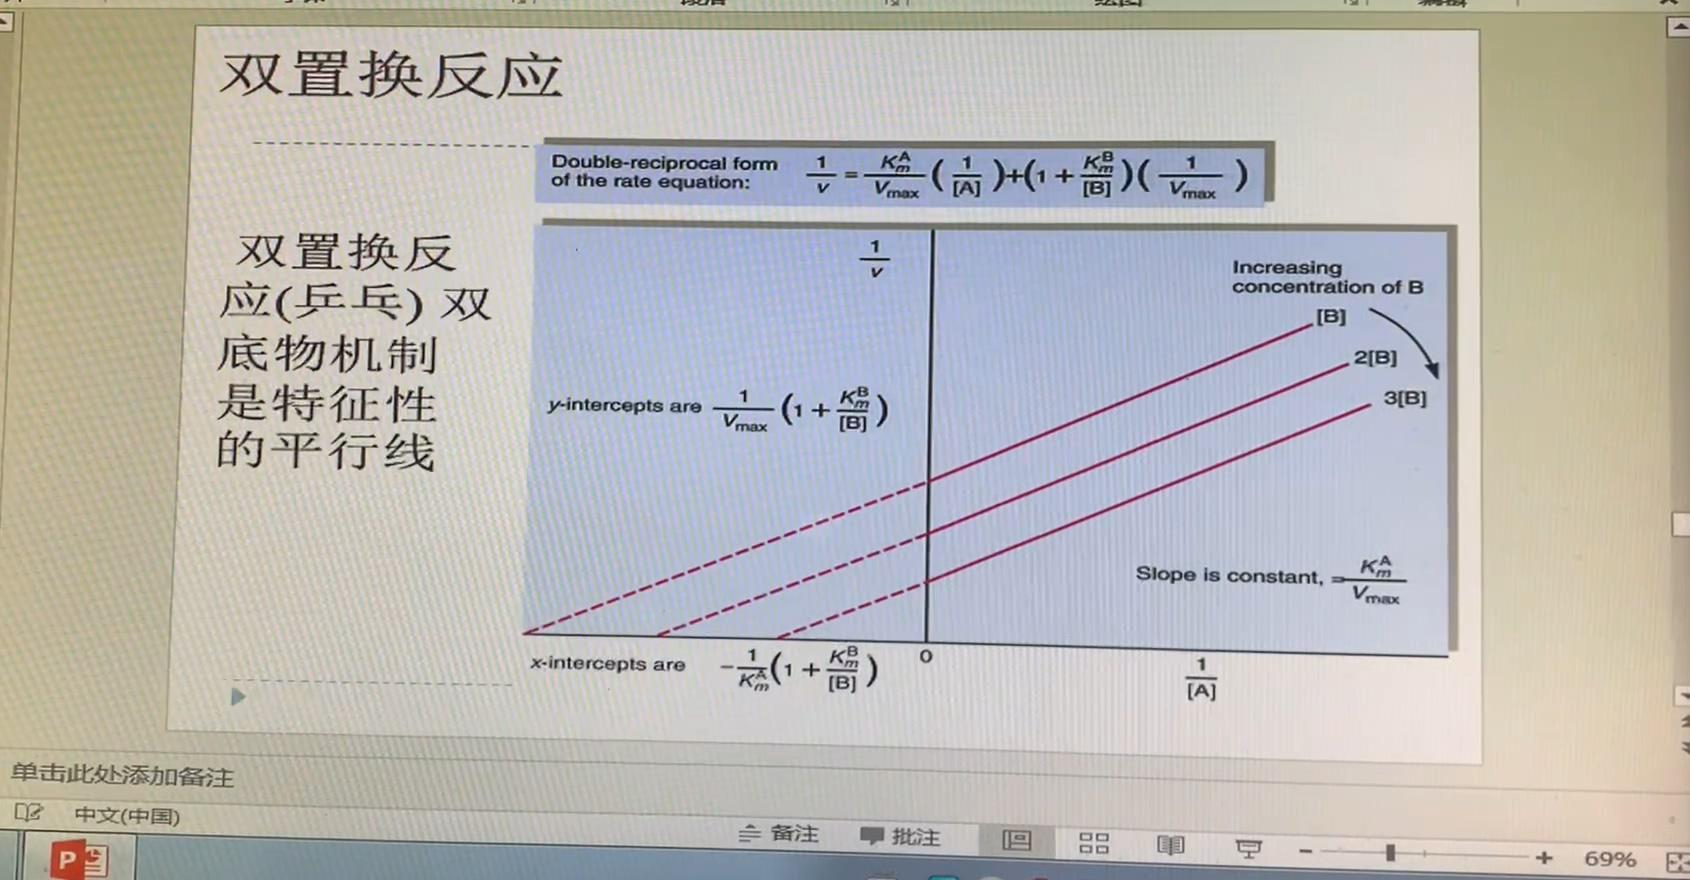 双置换反应
Double-reciprocal form
of the rate equation:
1/v = K_m^A/V_max (1/[A])+(1 + K_m^B/[B])(1/V_max)
双置换反
应(乒乓) 双
底物机制
是特征性
的平行线
1/v
Increasing
concentration of B
[B]
2[B]
3[B]
y-intercepts are 1/V_max (1 + K_m^B/[B])
Slope is constant, = K_m^A/V_max
x-intercepts are -1/K_m^A (1 + K_m^B/[B])
0
1/[A]
单击此处添加备注
中文(中国)
备注
批注
69%
P